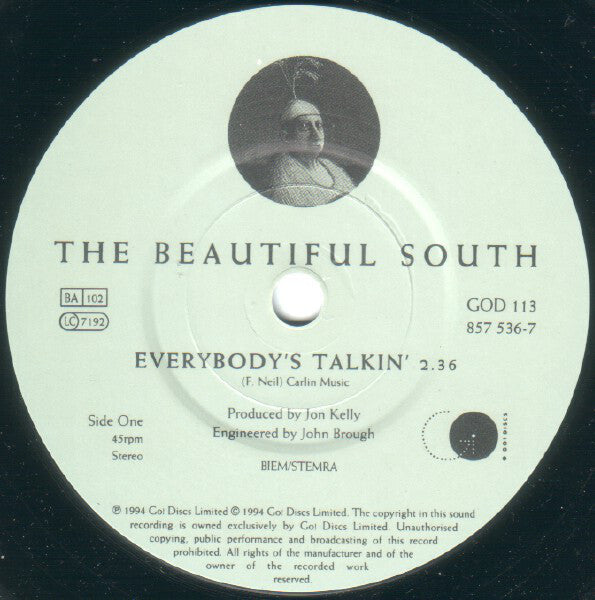 THE BEAUTIFUL SOUTH
BA 102
LC 7192
GOD 113
857 536-7
EVERYBODY'S TALKIN' 2.36
(F. Neil) Carlin Music
Side One
45rpm
Stereo
Produced by Jon Kelly
Engineered by John Brough
BIEM/STEMRA
GO! DISCS
℗ 1994 Go! Discs Limited © 1994 Go! Discs Limited. The copyright in this sound
recording is owned exclusively by Go! Discs Limited. Unauthorised
copying, public performance and broadcasting of this record
prohibited. All rights of the manufacturer and of the
owner of the recorded work
reserved